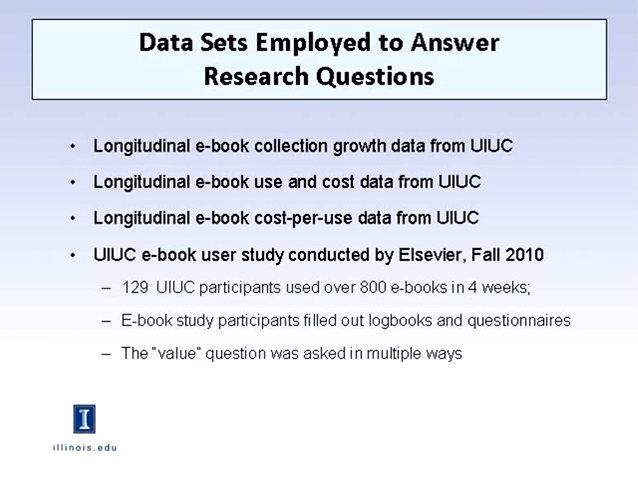 Data Sets Employed to Answer
Research Questions
• Longitudinal e-book collection growth data from UIUC
• Longitudinal e-book use and cost data from UIUC
• Longitudinal e-book cost-per-use data from UIUC
• UIUC e-book user study conducted by Elsevier, Fall 2010
– 129 UIUC participants used over 800 e-books in 4 weeks;
– E-book study participants filled out logbooks and questionnaires
– The "value" question was asked in multiple ways
I
illinois.edu